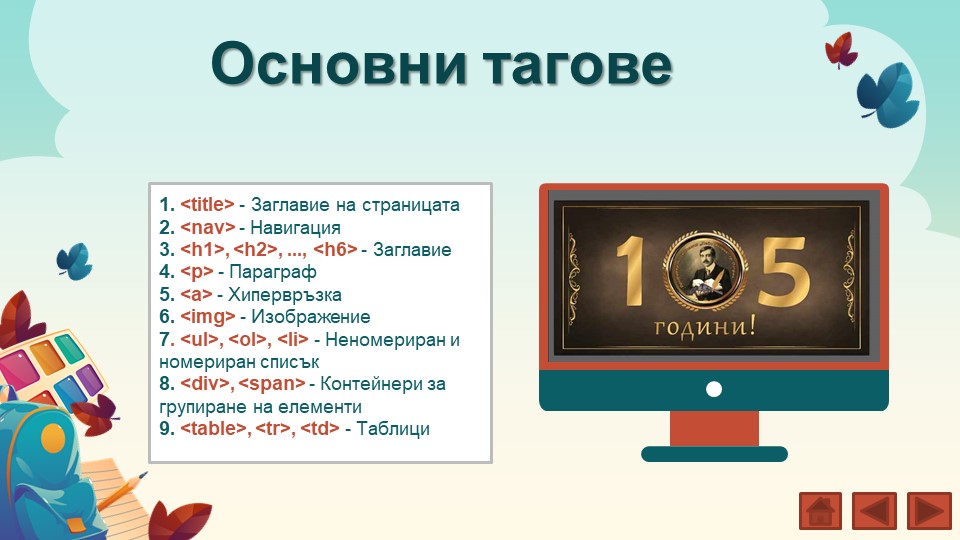 Основни тагове
1. <title> - Заглавие на страницата
2. <nav> - Навигация
3. <h1>, <h2>, ..., <h6> - Заглавие
4. <p> - Параграф
5. <a> - Хипервръзка
6. <img> - Изображение
7. <ul>, <ol>, <li> - Неномериран и
номериран списък
8. <div>, <span> - Контейнери за
групиране на елементи
9. <table>, <tr>, <td> - Таблици
105
години!